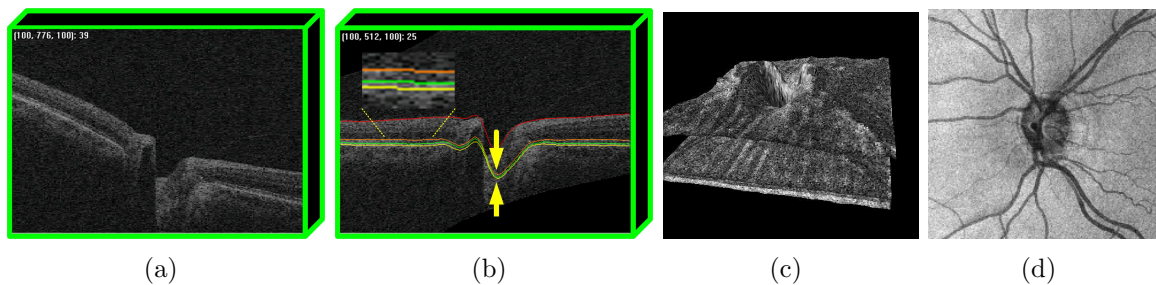 (100, 776, 100): 39
(100, 512, 100): 25
(a)
(b)
(c)
(d)